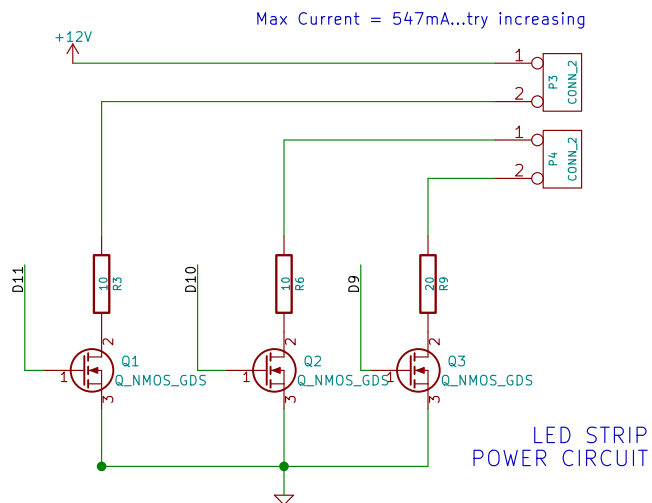 Max Current = 547mA...try increasing
+12V
1
2
P3
CONN_2
1
2
P4
CONN_2
D11
10
R3
D10
10
R6
D9
20
R9
2
Q1
Q_NMOS_GDS
1
3
2
Q2
Q_NMOS_GDS
1
3
2
Q3
Q_NMOS_GDS
1
3
LED STRIP
POWER CIRCUIT